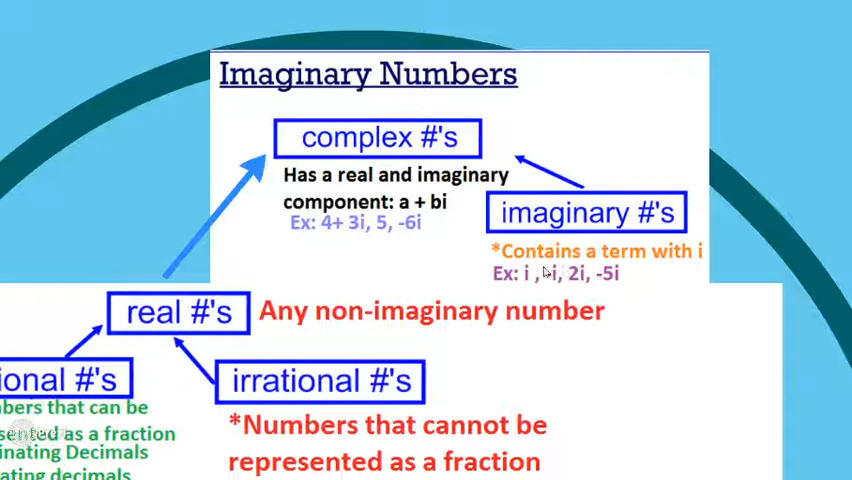 Imaginary Numbers
complex #'s
Has a real and imaginary
component: a + bi
Ex: 4+ 3i, 5, -6i
imaginary #'s
*Contains a term with i
Ex: i , -i, 2i, -5i
real #'s
Any non-imaginary number
ional #'s
irrational #'s
bers that can be
sented as a fraction
inating Decimals
ating decimals
*Numbers that cannot be
represented as a fraction